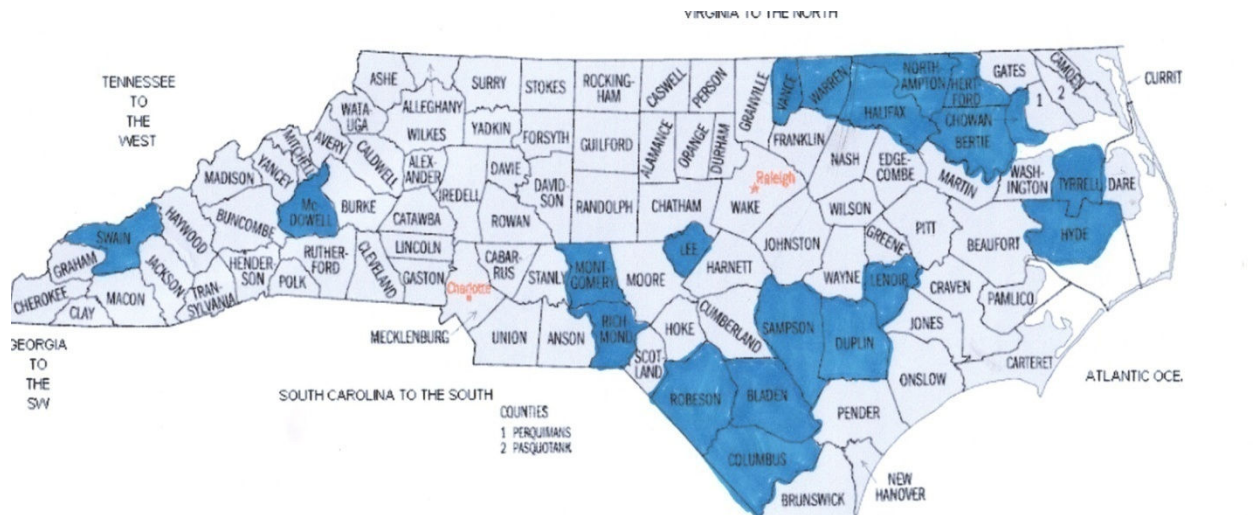 VIRGINIA TO THE NORTH
TENNESSEE
TO
THE
WEST
ASHE
ALLEGHANY
SURRY
STOKES
ROCKING-
HAM
CASWELL
PERSON
GRANVILLE
VANCE
WARREN
NORTH
AMPTON
HERT
FORD
HALIFAX
GATES
CAMDEN
CURRIT
1
2
CHOWAN
BERTIE
WATA-
UGA
WILKES
YADKIN
FORSYTH
GUILFORD
ALAMANCE
ORANGE
DURHAM
FRANKLIN
NASH
EDGE-
COMBE
MARTIN
WASH-
INGTON
TYRRELL
DARE
MITCHELL
AVERY
CALDWELL
ALEX-
ANDER
IREDELL
DAVIE
DAVID-
SON
YANCEY
MADISON
Mc-
DOWELL
BURKE
CATAWBA
ROWAN
RANDOLPH
CHATHAM
Raleigh
WAKE
WILSON
PITT
BEAUFORT
HYDE
SWAIN
HAYWOOD
BUNCOMBE
RUTHER-
FORD
CLEVELAND
LINCOLN
GASTON
CABAR-
RUS
STANLY
MONT-
GOMERY
MOORE
LEE
HARNETT
JOHNSTON
WAYNE
GREENE
LENOIR
CRAVEN
PAMLICO
GRAHAM
JACKSON
HENDER-
SON
POLK
TRAN-
SYLVANIA
CHEROKEE
CLAY
MACON
Charlotte
MECKLENBURG
UNION
ANSON
RICH
MOND
SCOT-
LAND
HOKE
CUMBERLAND
SAMPSON
DUPLIN
JONES
CARTERET
ONSLOW
GEORGIA
TO
THE
SW
SOUTH CAROLINA TO THE SOUTH
ATLANTIC OCE.
ROBESON
BLADEN
PENDER
COLUMBUS
BRUNSWICK
NEW
HANOVER
COUNTIES
1 PERQUIMANS
2 PASQUOTANK